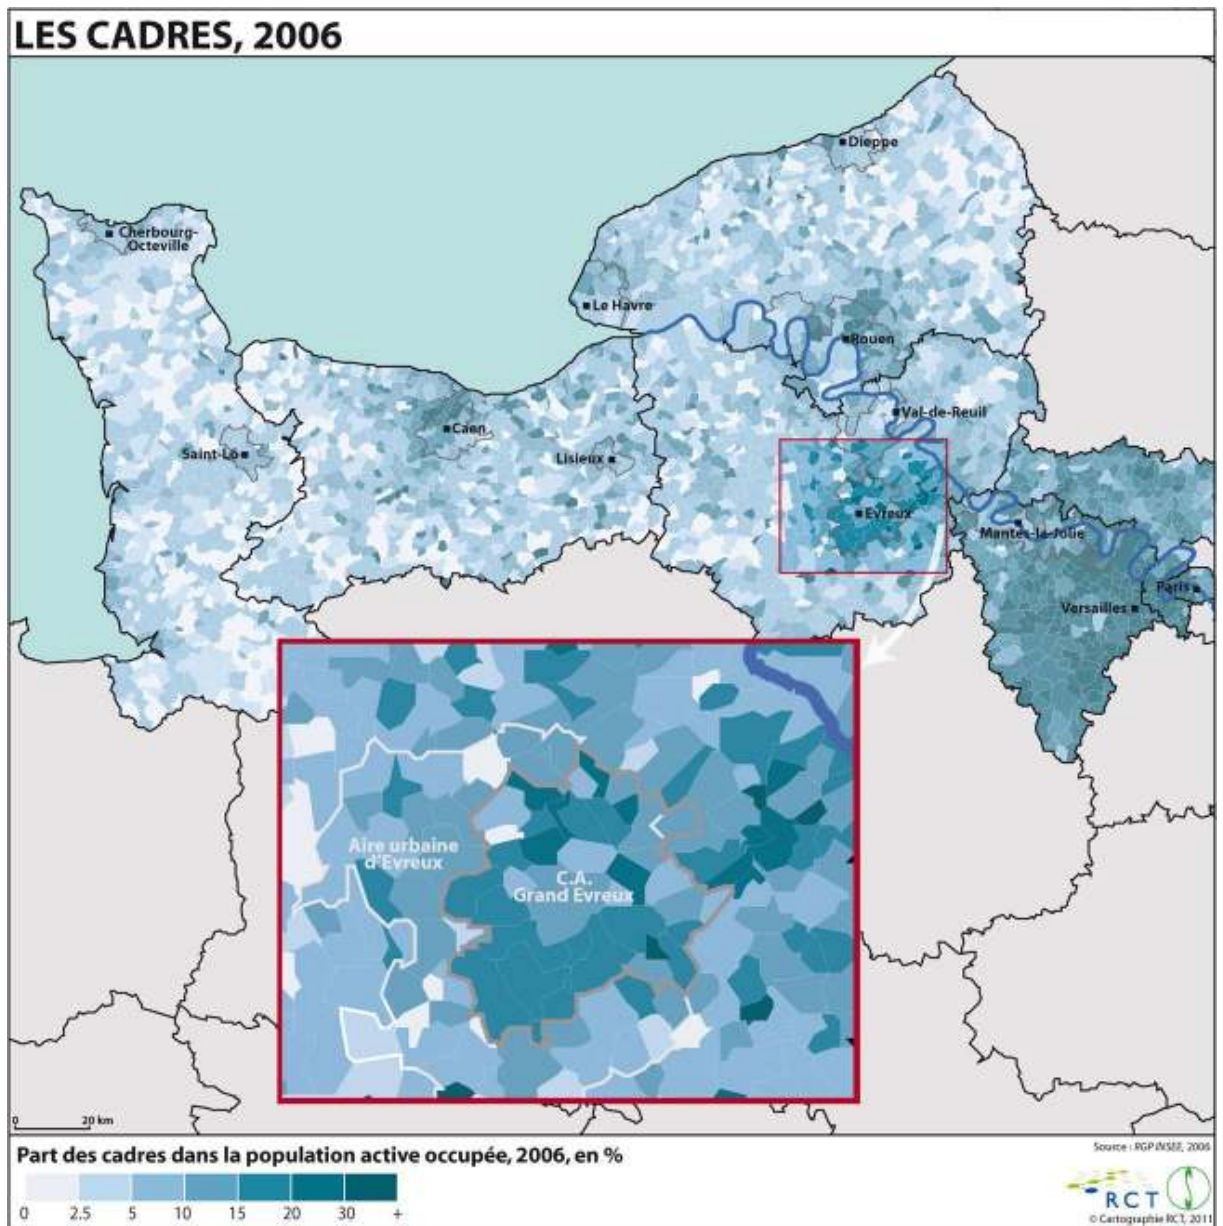 LES CADRES, 2006
Dieppe
Cherbourg-
Octeville
Le Havre
Rouen
Val-de-Reuil
Caen
Saint-Lô
Lisieux
Evreux
Mantes-la-Jolie
Paris
Versailles
Aire urbaine
d'Evreux
C.A.
Grand Evreux
0 20 km
Part des cadres dans la population active occupée, 2006, en %
0 2.5 5 10 15 20 30 +
Source : RGP INSEE, 2006
RCT
© Cartographie RCT, 2011